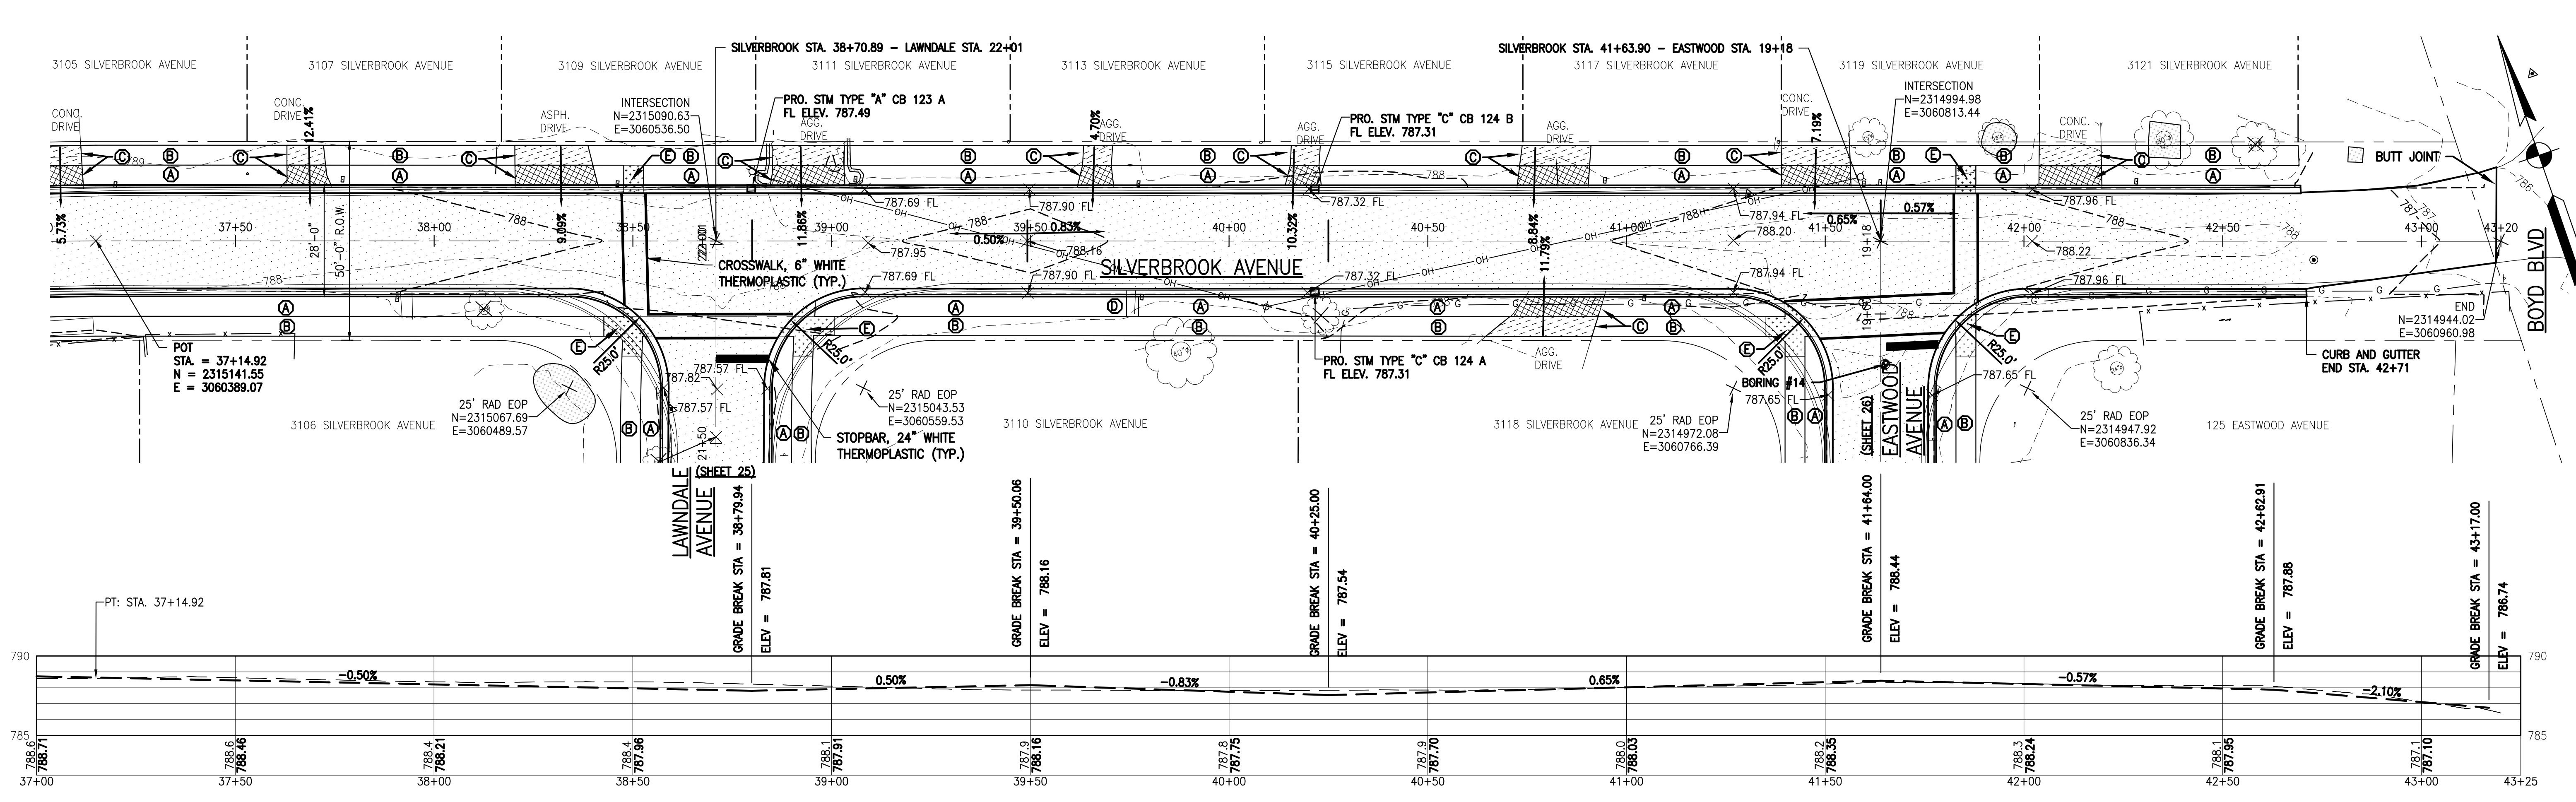 SILVERBROOK STA. 38+70.89 - LAWNDALE STA. 22+01
SILVERBROOK STA. 41+63.90 - EASTWOOD STA. 19+18
3105 SILVERBROOK AVENUE
3107 SILVERBROOK AVENUE
3109 SILVERBROOK AVENUE
3111 SILVERBROOK AVENUE
3113 SILVERBROOK AVENUE
3115 SILVERBROOK AVENUE
3117 SILVERBROOK AVENUE
3119 SILVERBROOK AVENUE
3121 SILVERBROOK AVENUE
CONC.
DRIVE
CONC.
DRIVE
12.41%
ASPH.
DRIVE
INTERSECTION
N=2315090.63
E=3060536.50
PRO. STM TYPE "A" CB 123 A
FL ELEV. 787.49
AGG.
DRIVE
4.70%
AGG.
DRIVE
AGG.
DRIVE
PRO. STM TYPE "C" CB 124 B
FL ELEV. 787.31
AGG.
DRIVE
CONC.
DRIVE
7.19%
INTERSECTION
N=2314994.98
E=3060813.44
CONC.
DRIVE
BUTT JOINT
789
788
786
C B A C C E B A C B A C B A C B A C B A C B A C B A E B A C B A
5.73%
28'-0"
50'-0" R.O.W.
9.09%
11.86%
10.32%
8.84%
11.79%
787.69 FL
787.90 FL
787.32 FL
787.94 FL
787.96 FL
0.65%
0.57%
0.50%
0.83%
37+50
38+00
38+50
22+01
39+00
39+50
40+00
40+50
41+00
41+50
19+18
42+00
42+50
43+00
43+20
788
787.95
788.16
788.20
788.22
788
787
SILVERBROOK AVENUE
BOYD BLVD
CROSSWALK, 6" WHITE
THERMOPLASTIC (TYP.)
787.69 FL
787.90 FL
787.32 FL
787.94 FL
787.96 FL
OH OH OH OH OH OH
G G G G G G
A
B
E
E
A
B
D
A
B
A
B
C
A
B
E
E
POT
STA. = 37+14.92
N = 2315141.55
E = 3060389.07
R25.0'
R25.0'
R25.0'
R25.0'
40"Ø
24"Ø
PRO. STM TYPE "C" CB 124 A
FL ELEV. 787.31
AGG.
DRIVE
19+00
END
N=2314944.02
E=3060960.98
CURB AND GUTTER
END STA. 42+71
787.57 FL
787.82
787.57 FL
BORING #14
787.65 FL
787.65 FL
25' RAD EOP
N=2315067.69
E=3060489.57
25' RAD EOP
N=2315043.53
E=3060559.53
25' RAD EOP
N=2314972.08
E=3060766.39
25' RAD EOP
N=2314947.92
E=3060836.34
3106 SILVERBROOK AVENUE
3110 SILVERBROOK AVENUE
3118 SILVERBROOK AVENUE
125 EASTWOOD AVENUE
B A
A B
B A
A B
21+50
STOPBAR, 24" WHITE
THERMOPLASTIC (TYP.)
LAWNDALE
AVENUE
(SHEET 25)
EASTWOOD
AVENUE
(SHEET 26)
GRADE BREAK STA = 38+79.94
ELEV = 787.81
GRADE BREAK STA = 39+50.06
ELEV = 788.16
GRADE BREAK STA = 40+25.00
ELEV = 787.54
GRADE BREAK STA = 41+64.00
ELEV = 788.44
GRADE BREAK STA = 42+62.91
ELEV = 787.88
GRADE BREAK STA = 43+17.00
ELEV = 786.74
PT: STA. 37+14.92
790
790
-0.50%
0.50%
-0.83%
0.65%
-0.57%
-2.10%
785
785
788.6 788.71
788.6 788.46
788.4 788.21
788.4 787.96
788.1 787.91
787.9 788.16
787.8 787.75
787.9 787.70
788.0 788.03
788.2 788.35
788.3 788.24
788.1 787.95
787.1 787.10
37+00 37+50 38+00 38+50 39+00 39+50 40+00 40+50 41+00 41+50 42+00 42+50 43+00 43+25